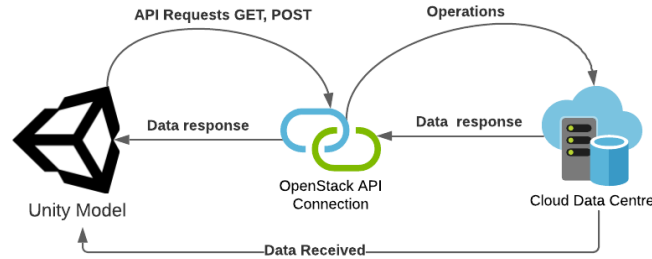 API Requests GET, POST
Operations
Data response
Data response
OpenStack API
Connection
Unity Model
Cloud Data Centre
Data Received